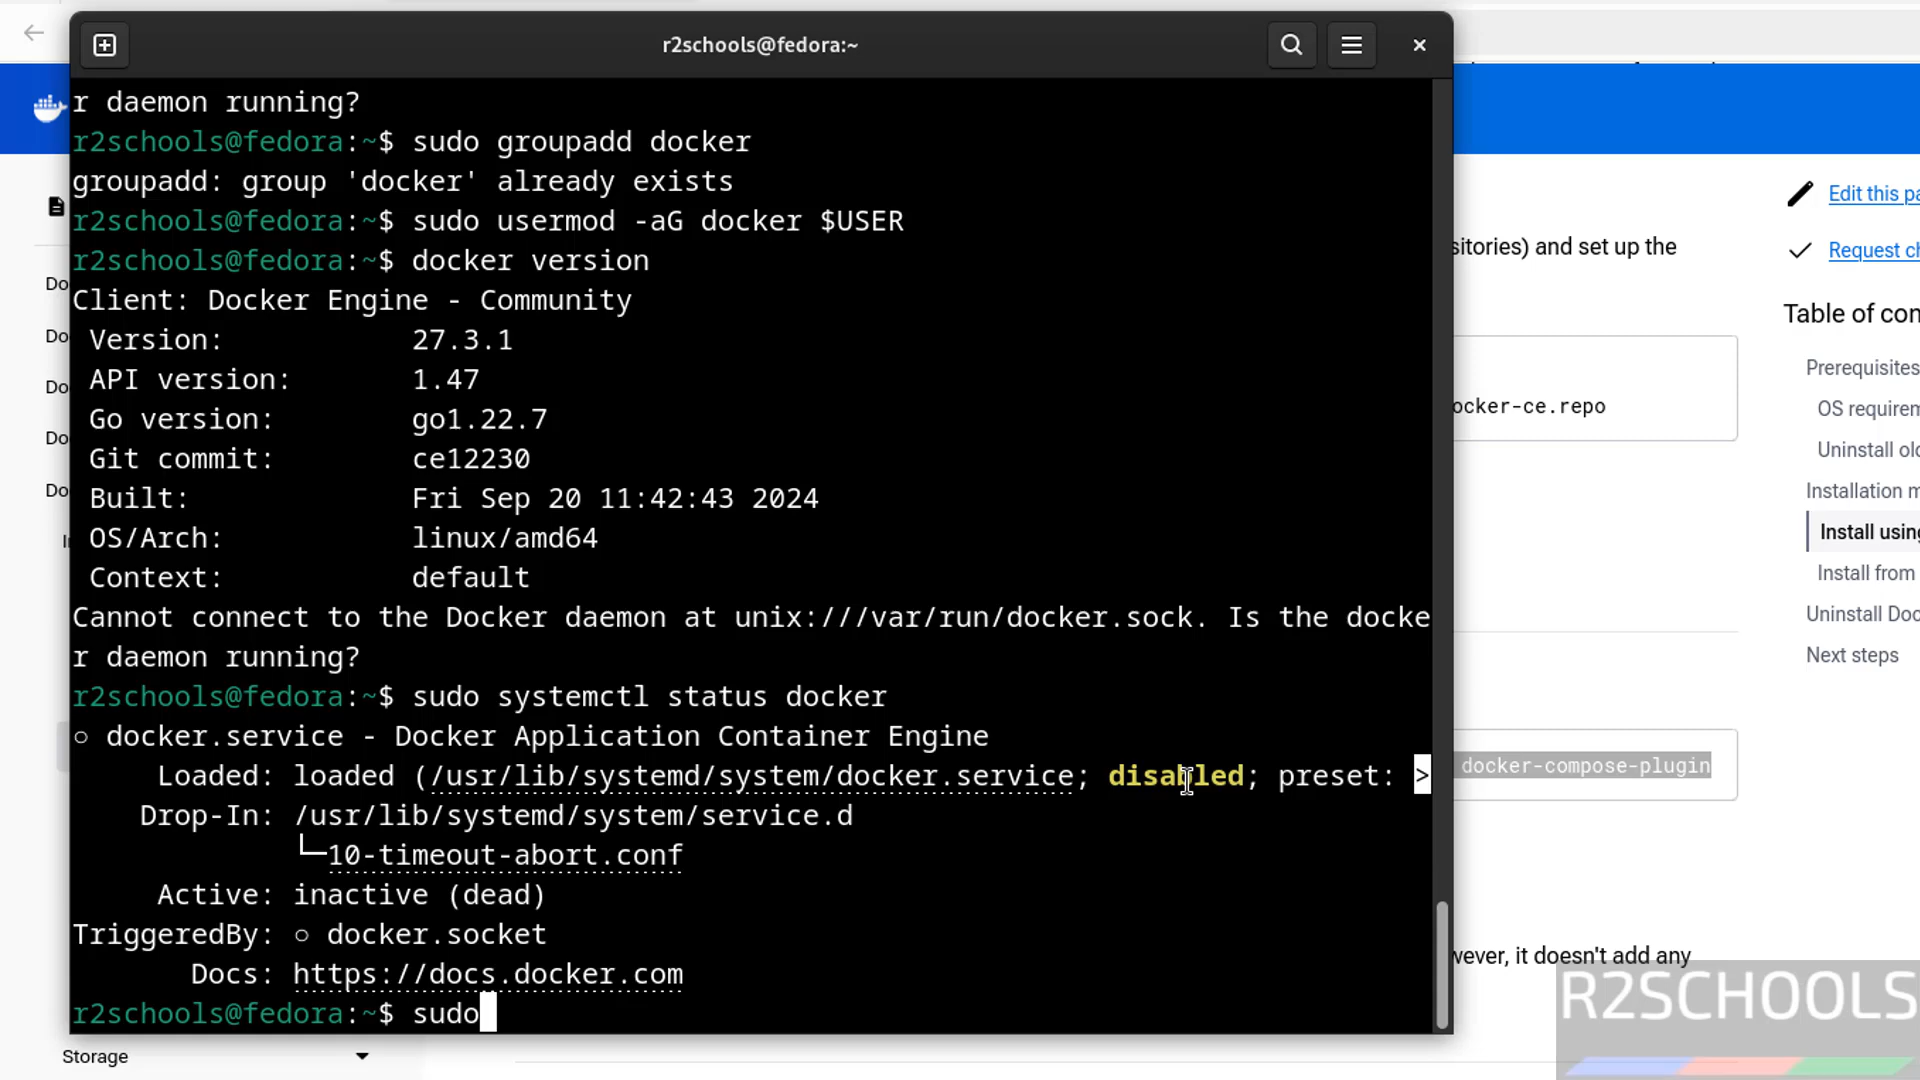 r2schools@fedora:~
r daemon running?
r2schools@fedora:~$ sudo groupadd docker
groupadd: group 'docker' already exists
r2schools@fedora:~$ sudo usermod -aG docker $USER
r2schools@fedora:~$ docker version
Client: Docker Engine - Community
Version: 27.3.1
API version: 1.47
Go version: go1.22.7
Git commit: ce12230
Built: Fri Sep 20 11:42:43 2024
OS/Arch: linux/amd64
Context: default
Cannot connect to the Docker daemon at unix:///var/run/docker.sock. Is the docke
r daemon running?
r2schools@fedora:~$ sudo systemctl status docker
○ docker.service - Docker Application Container Engine
Loaded: loaded (/usr/lib/systemd/system/docker.service; disabled; preset: >
Drop-In: /usr/lib/systemd/system/service.d
└─10-timeout-abort.conf
Active: inactive (dead)
TriggeredBy: ○ docker.socket
Docs: https://docs.docker.com
r2schools@fedora:~$ sudo
Do
Do
Do
Do
Do
Storage
sitories) and set up the
ocker-ce.repo
docker-compose-plugin
wever, it doesn't add any
Edit this pa
Request ch
Table of con
Prerequisites
OS requirem
Uninstall old
Installation m
Install using
Install from
Uninstall Doc
Next steps
R2SCHOOLS